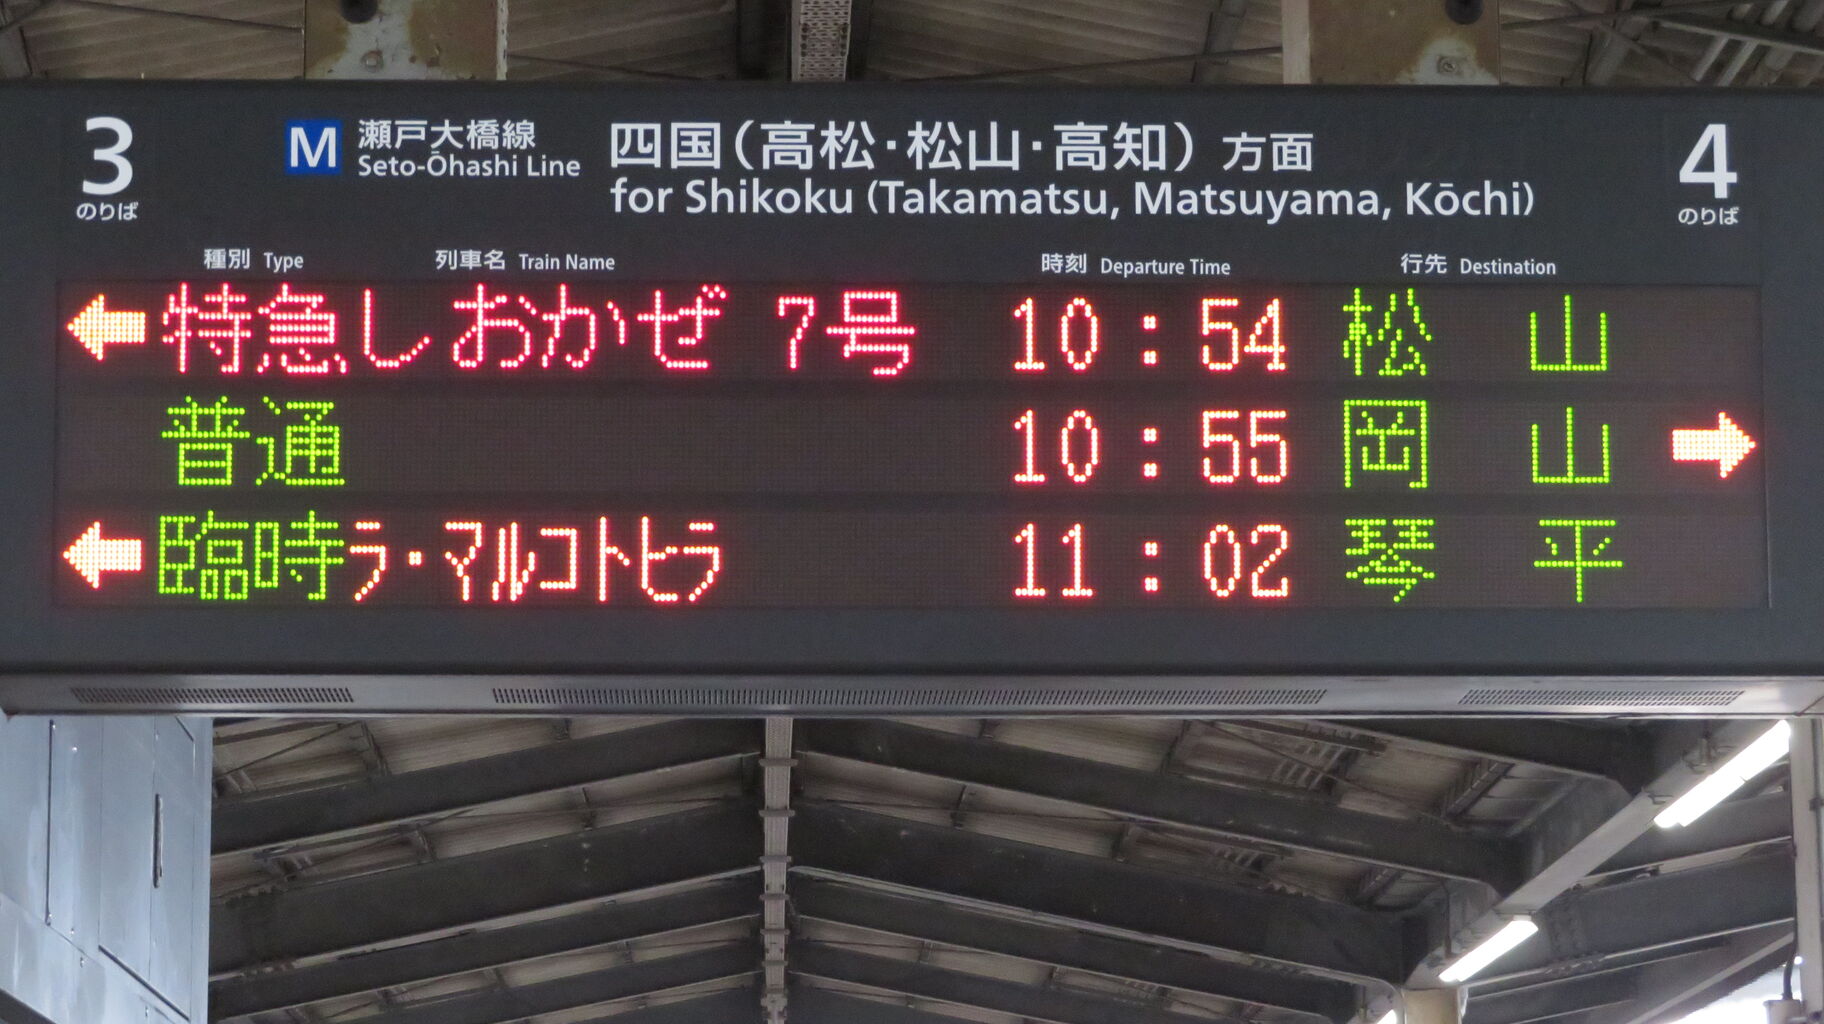 3
のりば
M 瀬戸大橋線
Seto-Ōhashi Line
四国(高松・松山・高知)方面
for Shikoku (Takamatsu, Matsuyama, Kōchi)
4
のりば
種別 Type 列車名 Train Name 時刻 Departure Time 行先 Destination
← 特急しおかぜ 7号 10:54 松山
普通 10:55 岡山 →
← 臨時ラ・マルコトヒラ 11:02 琴平